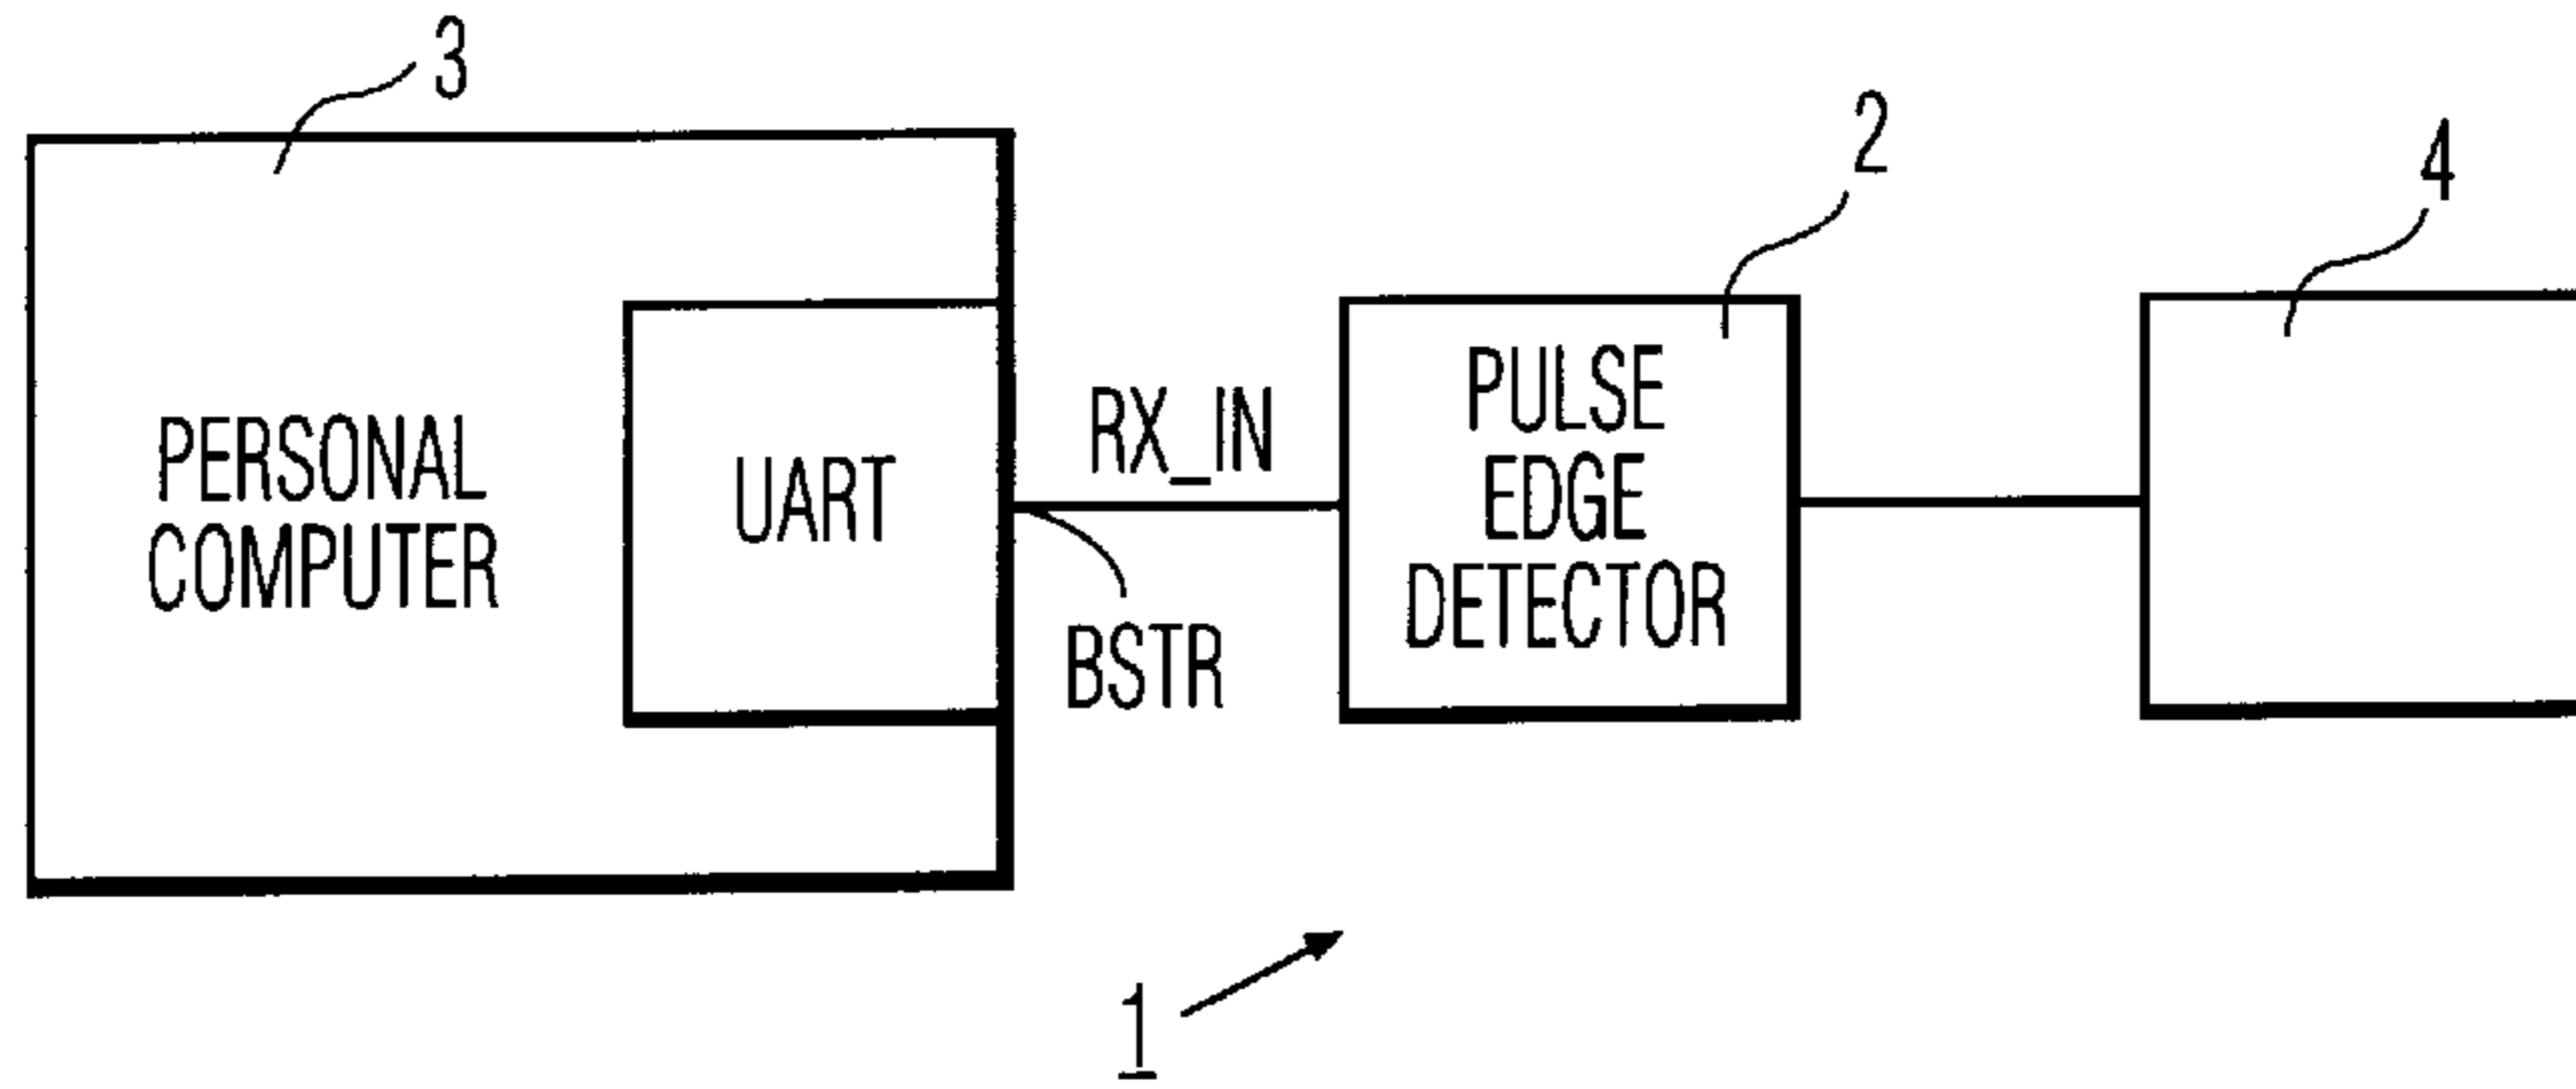 3
2
4
PERSONAL
COMPUTER
UART
RX_IN
BSTR
PULSE
EDGE
DETECTOR
1